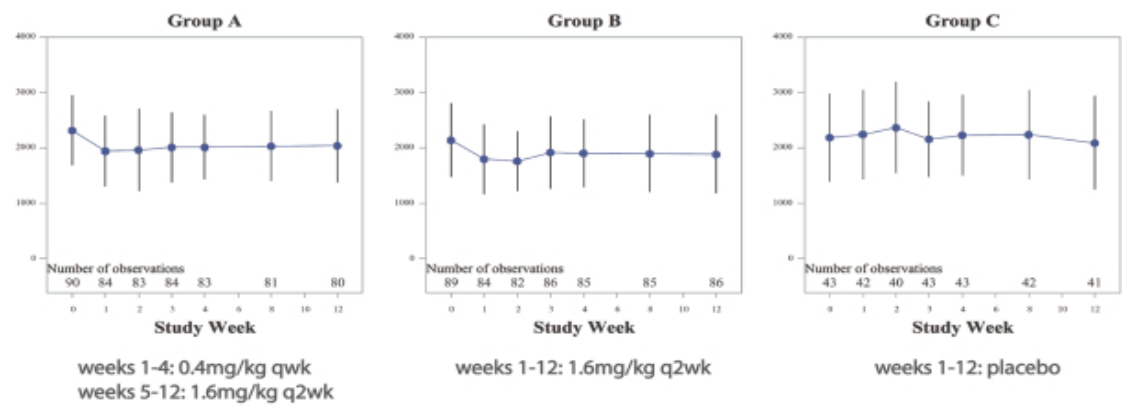 Group A
4000
3000
2000
1000
0
Number of observations
90 84 83 84 83 81 80
0 1 2 3 4 6 8 10 12
Study Week
weeks 1-4: 0.4mg/kg qwk
weeks 5-12: 1.6mg/kg q2wk
Group B
4000
3000
2000
1000
0
Number of observations
89 84 82 86 85 85 86
0 1 2 3 4 6 8 10 12
Study Week
weeks 1-12: 1.6mg/kg q2wk
Group C
4000
3000
2000
1000
0
Number of observations
43 42 40 43 43 42 41
0 1 2 3 4 6 8 10 12
Study Week
weeks 1-12: placebo